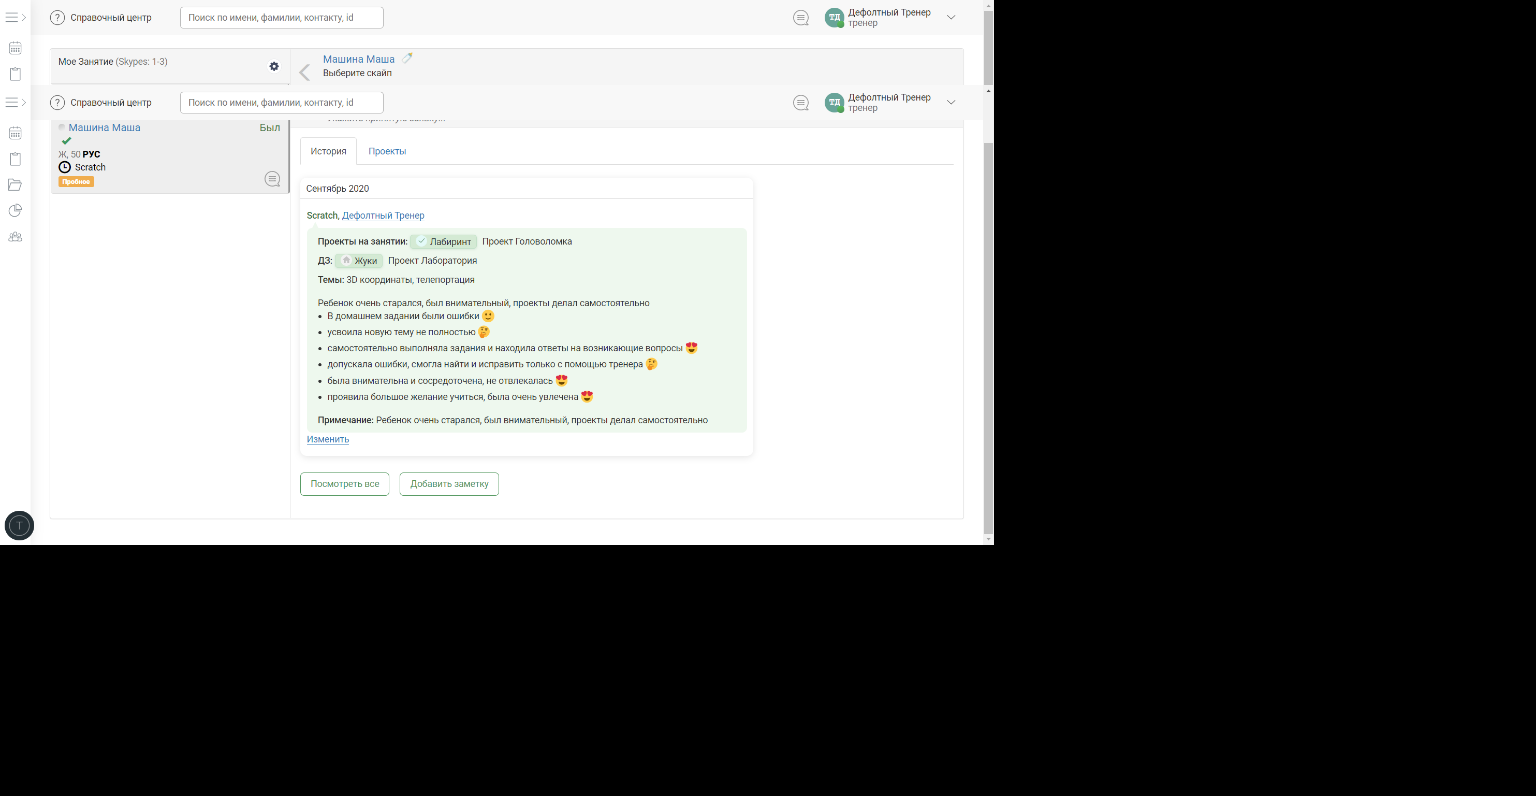 Справочный центр
Поиск по имени, фамилии, контакту, id
ТД
Дефолтный Тренер
тренер
Мое Занятие (Skypes: 1-3)
Машина Маша
Выберите скайп
Справочный центр
Поиск по имени, фамилии, контакту, id
ТД
Дефолтный Тренер
тренер
Машина Маша
Был
Ж, 50 РУС
Scratch
Пробное
История
Проекты
Сентябрь 2020
Scratch, Дефолтный Тренер
Проекты на занятии: Лабиринт Проект Головоломка
ДЗ: Жуки Проект Лаборатория
Темы: 3D координаты, телепортация
Ребенок очень старался, был внимательный, проекты делал самостоятельно
• В домашнем задании были ошибки 🙂
• усвоила новую тему не полностью 🤔
• самостоятельно выполняла задания и находила ответы на возникающие вопросы 😍
• допускала ошибки, смогла найти и исправить только с помощью тренера 🤔
• была внимательна и сосредоточена, не отвлекалась 😍
• проявила большое желание учиться, была очень увлечена 😍
Примечание: Ребенок очень старался, был внимательный, проекты делал самостоятельно
Изменить
Посмотреть все
Добавить заметку
T